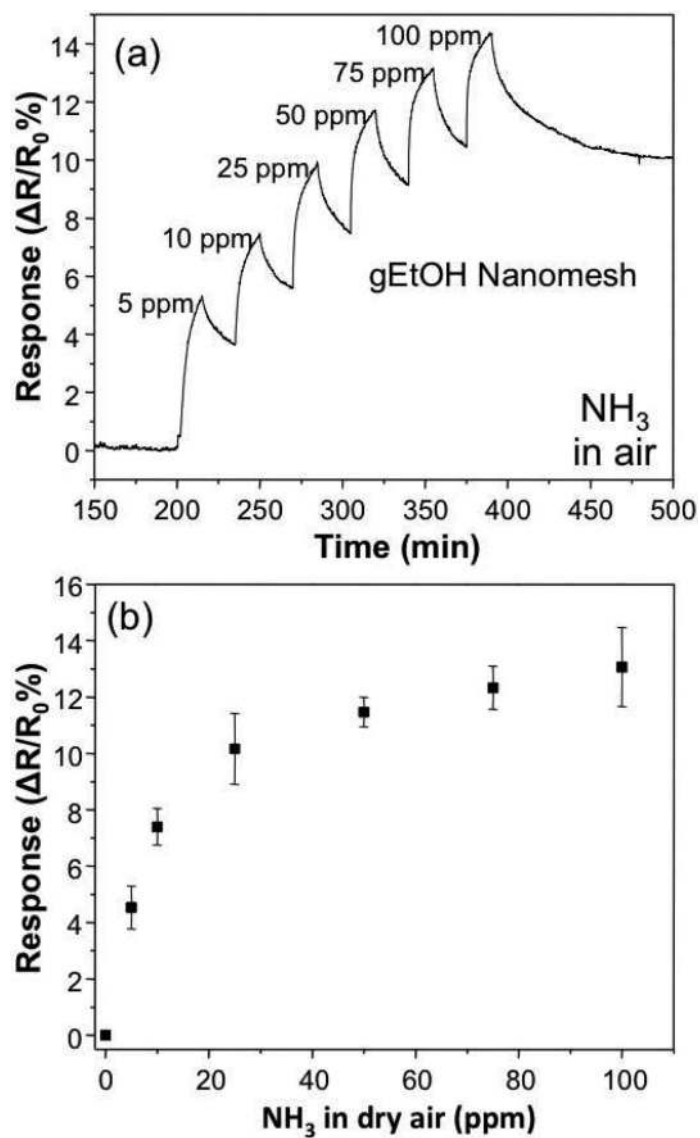 (a)
100 ppm
75 ppm
50 ppm
25 ppm
10 ppm
5 ppm
gEtOH Nanomesh
NH₃
in air
Response (ΔR/R₀%)
14
12
10
8
6
4
2
0
150 200 250 300 350 400 450 500
Time (min)
(b)
Response (ΔR/R₀%)
16
14
12
10
8
6
4
2
0
0 20 40 60 80 100
NH₃ in dry air (ppm)